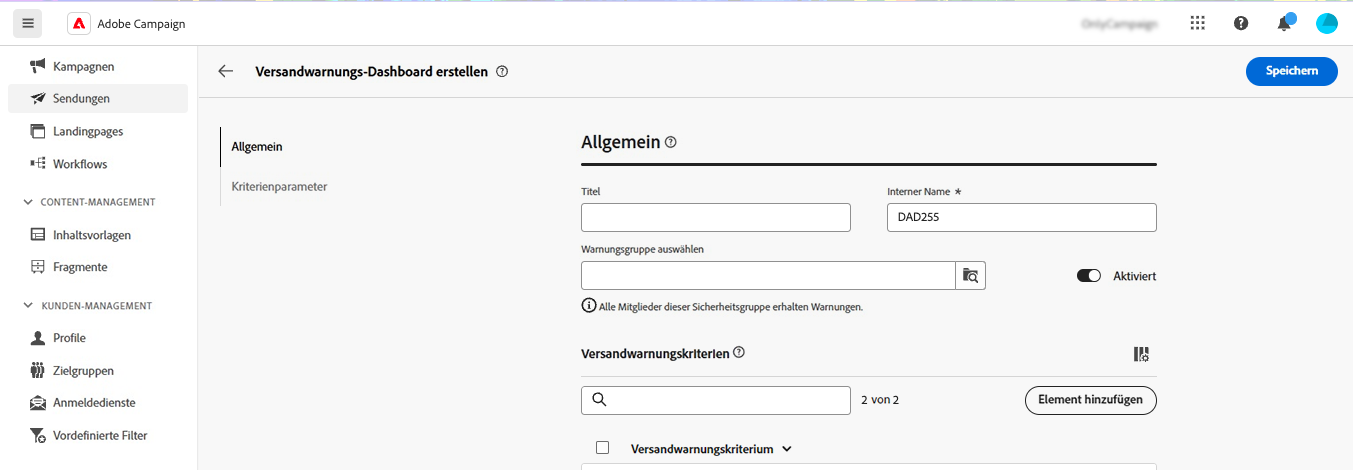 Adobe Campaign
Kampagnen
Sendungen
Landingpages
Workflows
CONTENT-MANAGEMENT
Inhaltsvorlagen
Fragmente
KUNDEN-MANAGEMENT
Profile
Zielgruppen
Anmeldedienste
Vordefinierte Filter
Versandwarnungs-Dashboard erstellen
Speichern
Allgemein
Kriterienparameter
Allgemein
Titel
Interner Name *
DAD255
Warnungsgruppe auswählen
Aktiviert
Alle Mitglieder dieser Sicherheitsgruppe erhalten Warnungen.
Versandwarnungskriterien
2 von 2
Element hinzufügen
Versandwarnungskriterium